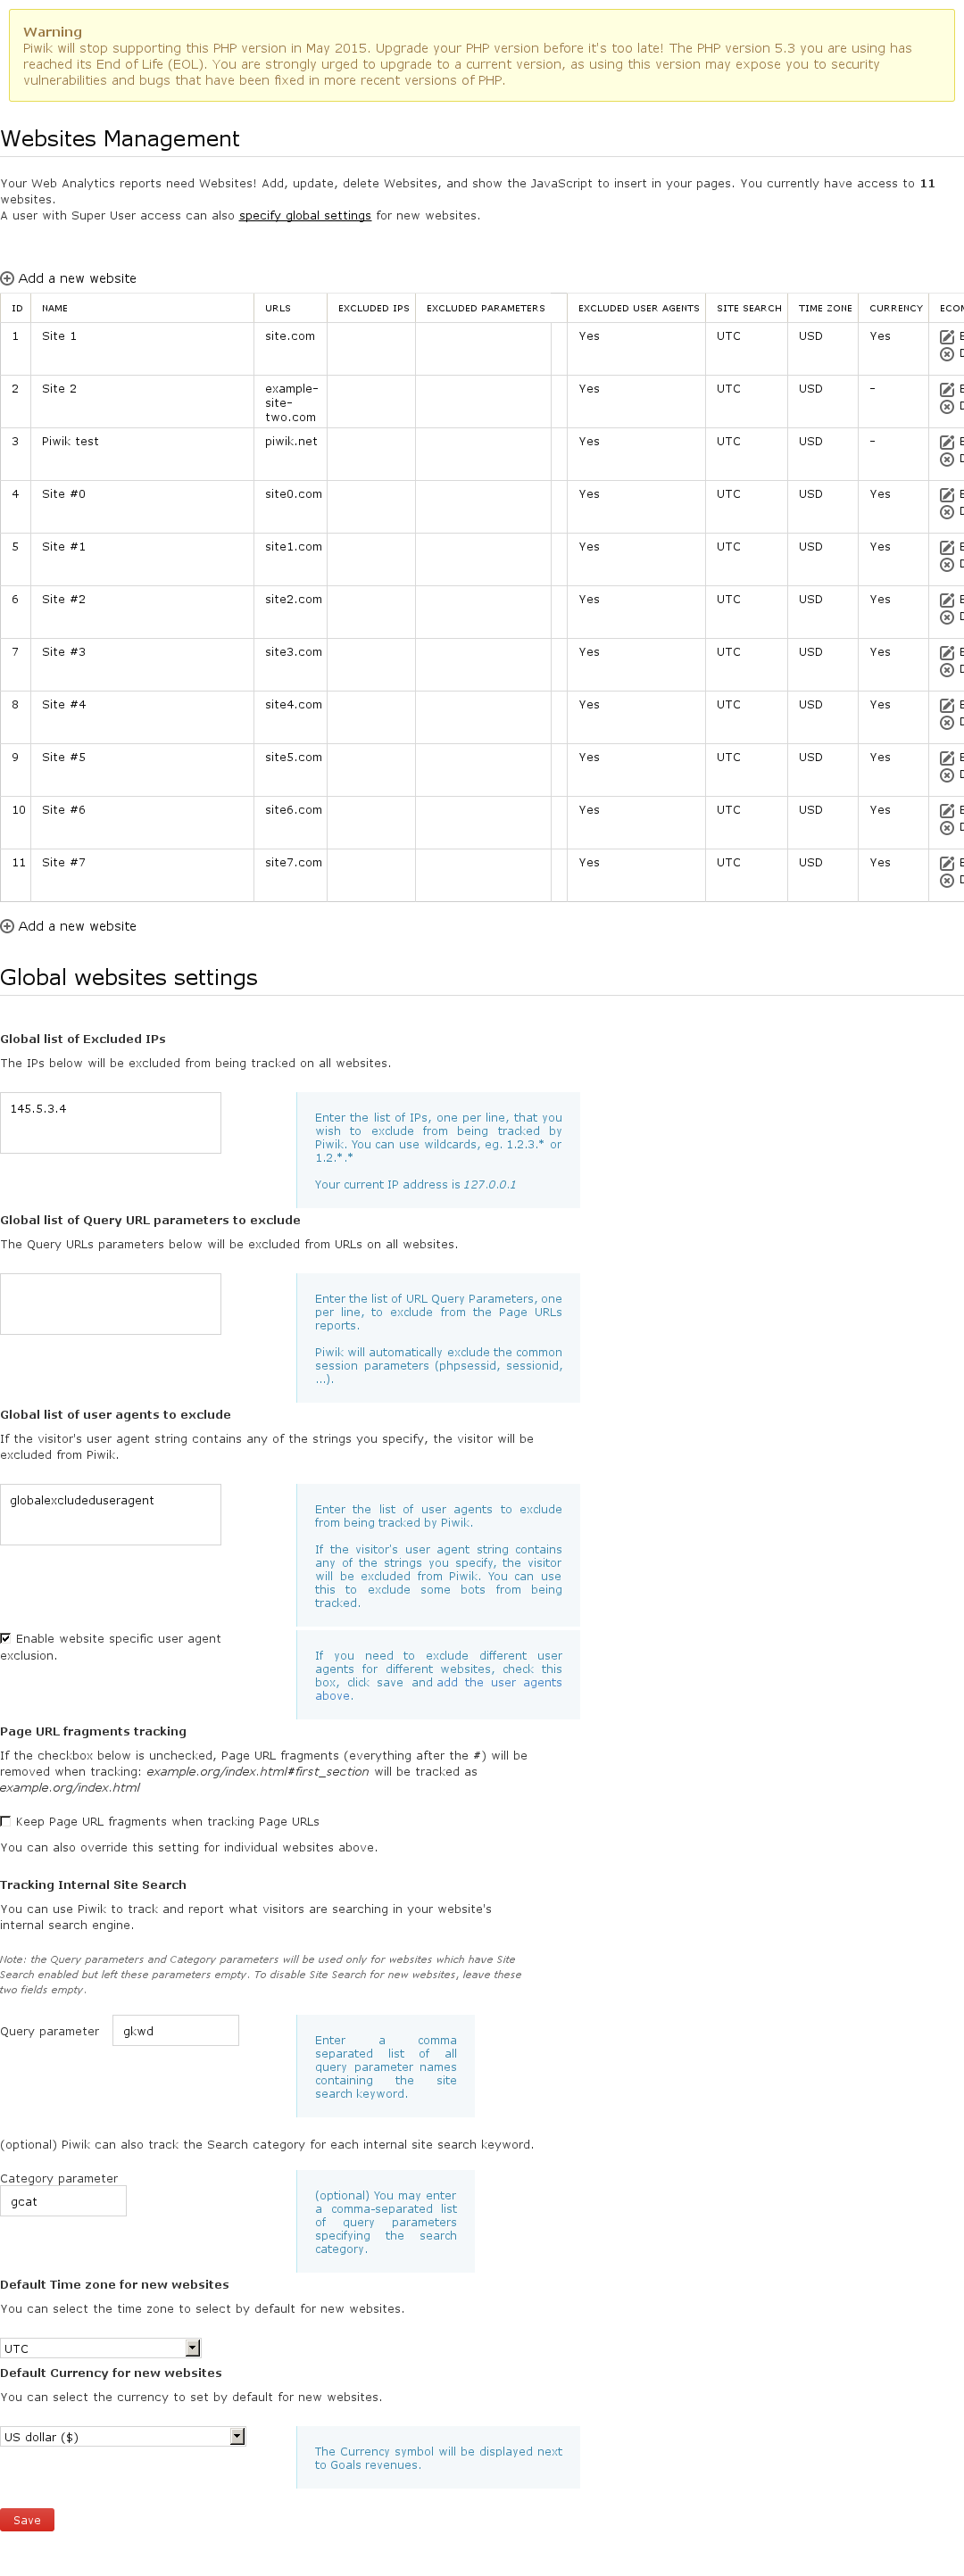 Warning
Piwik will stop supporting this PHP version in May 2015. Upgrade your PHP version before it's too late! The PHP version 5.3 you are using has
reached its End of Life (EOL). You are strongly urged to upgrade to a current version, as using this version may expose you to security
vulnerabilities and bugs that have been fixed in more recent versions of PHP.
Websites Management
Your Web Analytics reports need Websites! Add, update, delete Websites, and show the JavaScript to insert in your pages. You currently have access to 11
websites.
A user with Super User access can also specify global settings for new websites.
Add a new website
ID NAME URLS EXCLUDED IPS EXCLUDED PARAMETERS EXCLUDED USER AGENTS SITE SEARCH TIME ZONE CURRENCY ECOM
1 Site 1 site.com Yes UTC USD Yes E
D
2 Site 2 example- Yes UTC USD - E
site- D
two.com
3 Piwik test piwik.net Yes UTC USD - E
D
4 Site #0 site0.com Yes UTC USD Yes E
D
5 Site #1 site1.com Yes UTC USD Yes E
D
6 Site #2 site2.com Yes UTC USD Yes E
D
7 Site #3 site3.com Yes UTC USD Yes E
D
8 Site #4 site4.com Yes UTC USD Yes E
D
9 Site #5 site5.com Yes UTC USD Yes E
D
10 Site #6 site6.com Yes UTC USD Yes E
D
11 Site #7 site7.com Yes UTC USD Yes E
D
Add a new website
Global websites settings
Global list of Excluded IPs
The IPs below will be excluded from being tracked on all websites.
145.5.3.4
Enter the list of IPs, one per line, that you
wish to exclude from being tracked by
Piwik. You can use wildcards, eg. 1.2.3.* or
1.2.*.*
Your current IP address is 127.0.0.1
Global list of Query URL parameters to exclude
The Query URLs parameters below will be excluded from URLs on all websites.
Enter the list of URL Query Parameters, one
per line, to exclude from the Page URLs
reports.
Piwik will automatically exclude the common
session parameters (phpsessid, sessionid,
...).
Global list of user agents to exclude
If the visitor's user agent string contains any of the strings you specify, the visitor will be
excluded from Piwik.
globalexcludeduseragent
Enter the list of user agents to exclude
from being tracked by Piwik.
If the visitor's user agent string contains
any of the strings you specify, the visitor
will be excluded from Piwik. You can use
this to exclude some bots from being
tracked.
Enable website specific user agent
exclusion.
If you need to exclude different user
agents for different websites, check this
box, click save and add the user agents
above.
Page URL fragments tracking
If the checkbox below is unchecked, Page URL fragments (everything after the #) will be
removed when tracking: example.org/index.html#first_section will be tracked as
example.org/index.html
Keep Page URL fragments when tracking Page URLs
You can also override this setting for individual websites above.
Tracking Internal Site Search
You can use Piwik to track and report what visitors are searching in your website's
internal search engine.
Note: the Query parameters and Category parameters will be used only for websites which have Site
Search enabled but left these parameters empty. To disable Site Search for new websites, leave these
two fields empty.
Query parameter gkwd
Enter a comma
separated list of all
query parameter names
containing the site
search keyword.
(optional) Piwik can also track the Search category for each internal site search keyword.
Category parameter
gcat
(optional) You may enter
a comma-separated list
of query parameters
specifying the search
category.
Default Time zone for new websites
You can select the time zone to select by default for new websites.
UTC
Default Currency for new websites
You can select the currency to set by default for new websites.
US dollar ($)
The Currency symbol will be displayed next
to Goals revenues.
Save